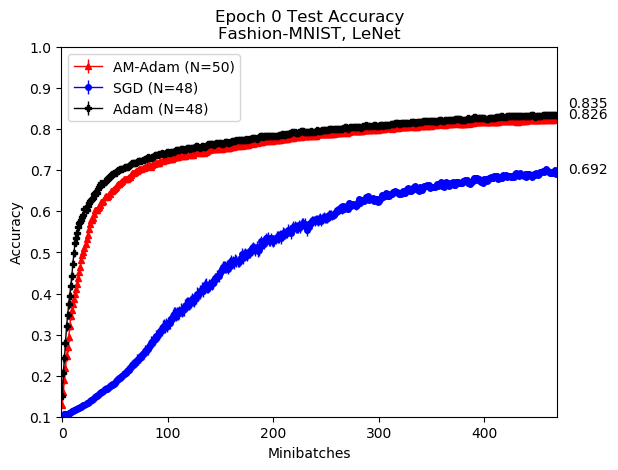 Epoch 0 Test Accuracy
Fashion-MNIST, LeNet
AM-Adam (N=50)
SGD (N=48)
Adam (N=48)
1.0
0.9
0.8
0.7
0.6
0.5
0.4
0.3
0.2
0.1
Accuracy
0.835
0.826
0.692
0
100
200
300
400
Minibatches